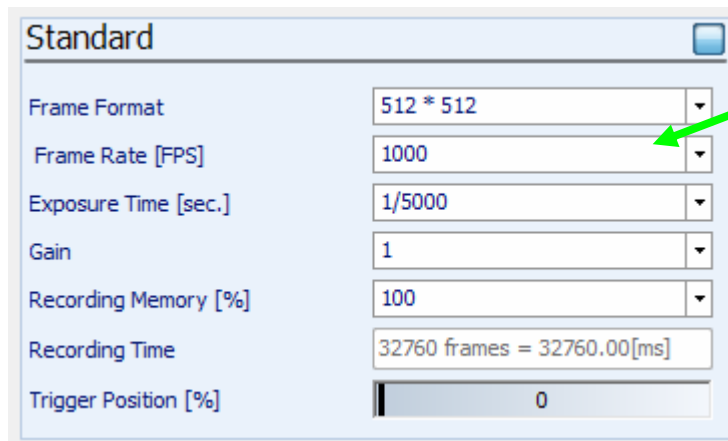 Standard
Frame Format 512 * 512
Frame Rate [FPS] 1000
Exposure Time [sec.] 1/5000
Gain 1
Recording Memory [%] 100
Recording Time 32760 frames = 32760.00[ms]
Trigger Position [%] 0